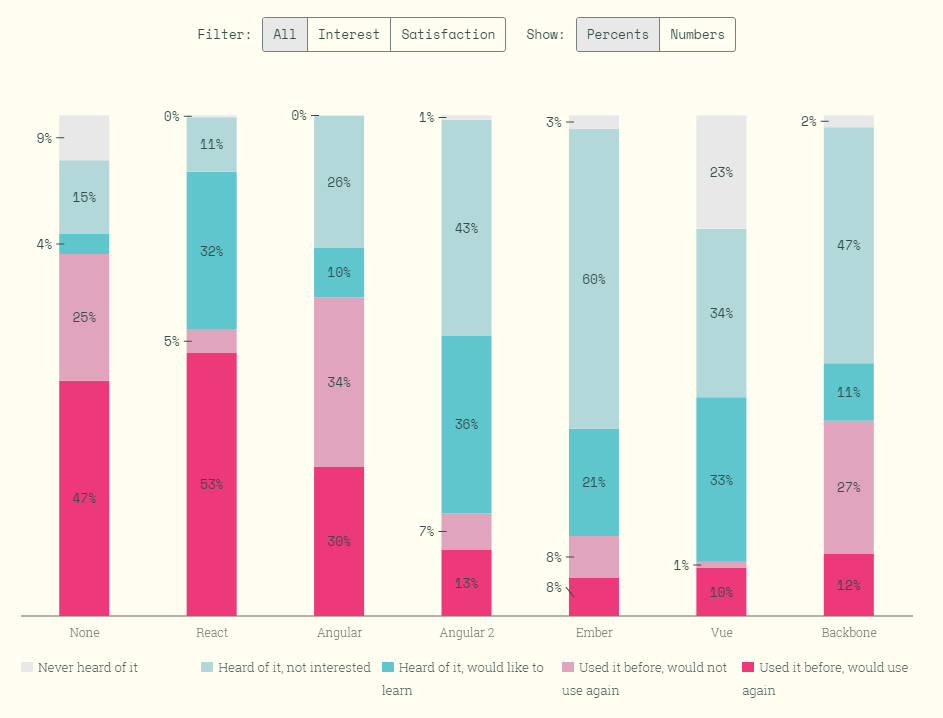 Filter: All Interest Satisfaction Show: Percents Numbers
0% 0% 1% 3% 2%
9% 11% 23%
15% 26% 43% 47%
4% 32% 10% 60% 34%
25% 5% 34% 36% 21% 33% 11%
47% 53% 30% 7% 8% 1% 27%
13% 8% 10% 12%
None React Angular Angular 2 Ember Vue Backbone
Never heard of it Heard of it, not interested Heard of it, would like to Used it before, would not Used it before, would use
learn use again again